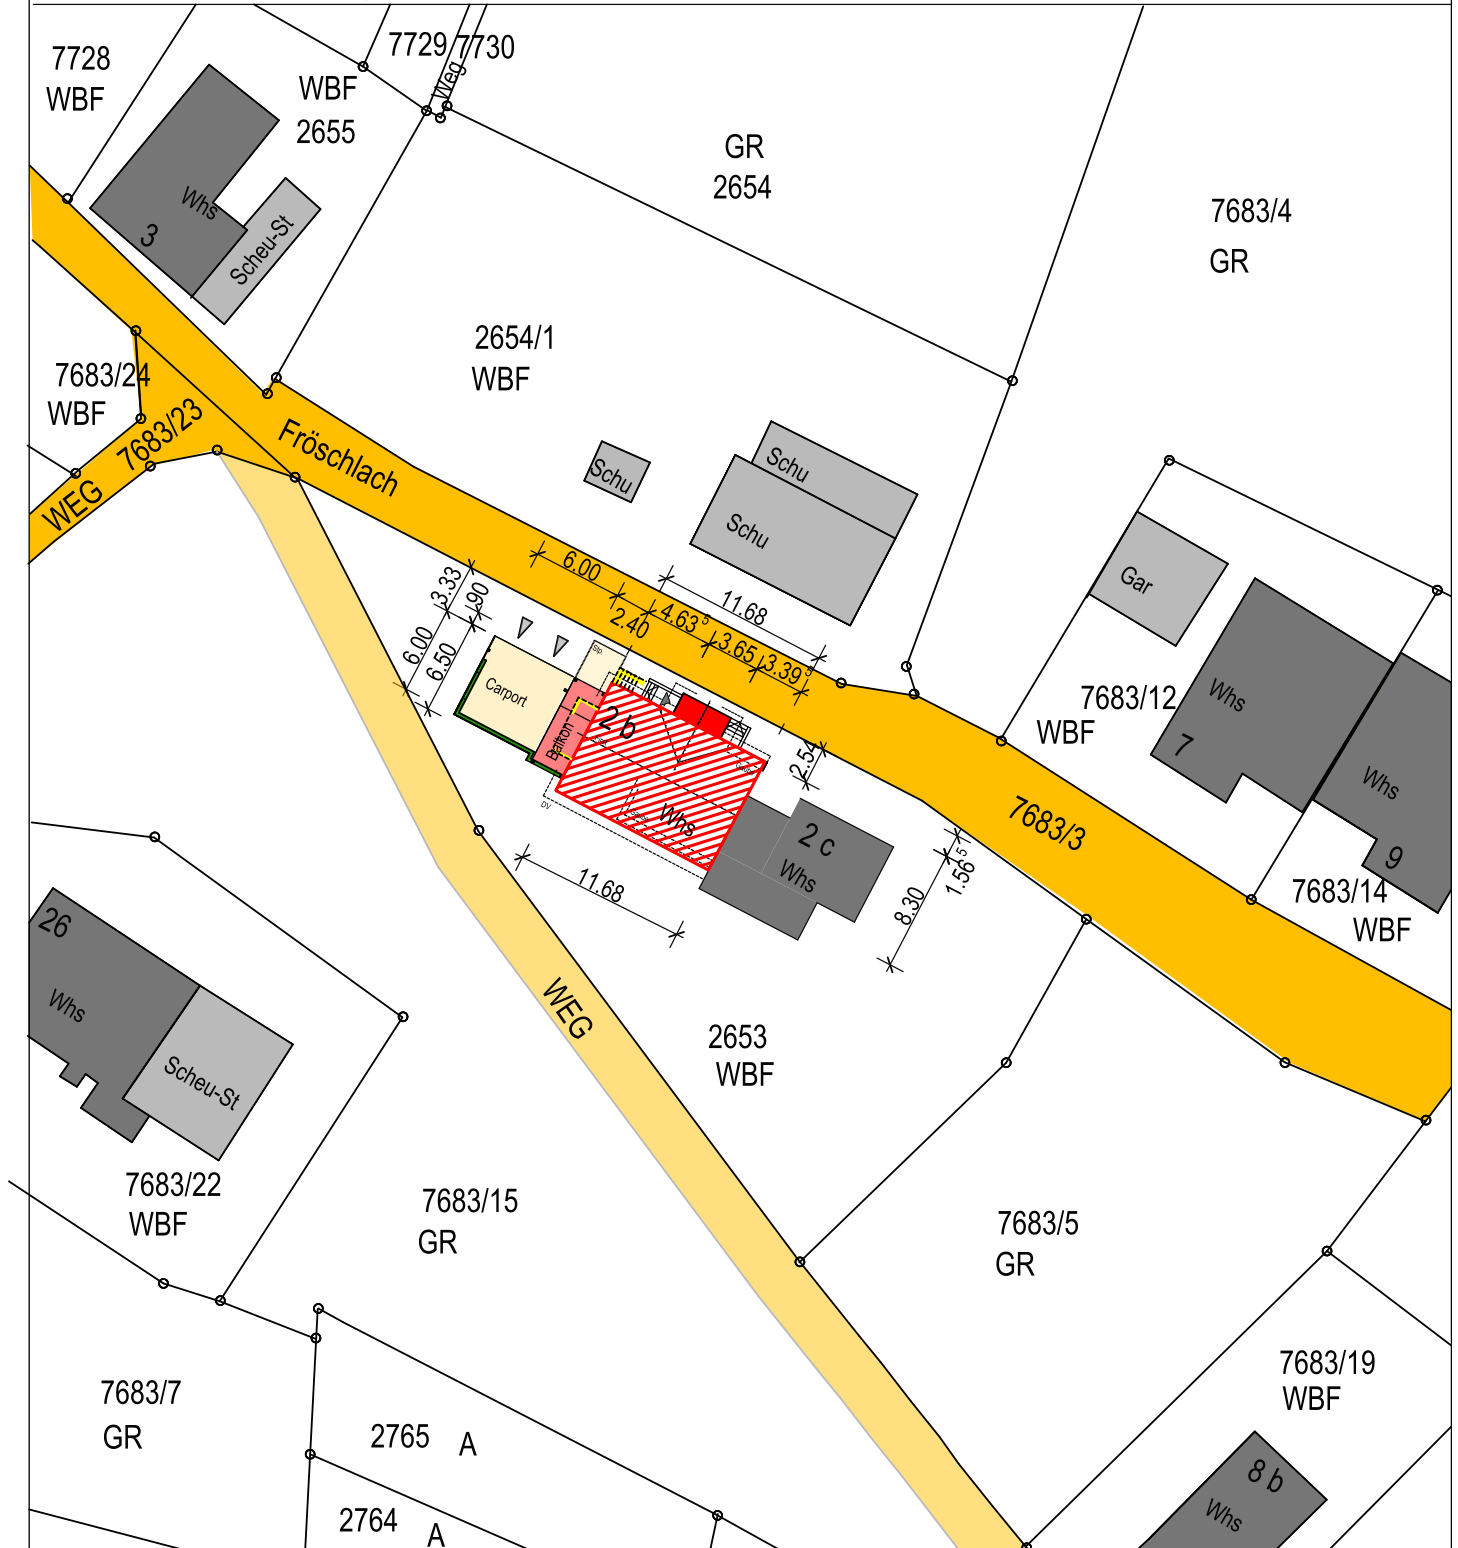 7728
WBF
WBF
2655
7729
7730
Weg
GR
2654
7683/4
GR
Whs
3
Scheu-St
2654/1
WBF
7683/24
WBF
7683/23
WEG
Fröschlach
Schu
Schu
Schu
Gar
6.00
11.68
3.33
90
2.40
4.63⁵
3.65
3.39⁵
6.00
6.50
Stp.
Carport
Balkon
2 b
Whs
DV
2.54
2 c
Whs
7683/12
WBF
Whs
7
Whs
9
7683/3
7683/14
WBF
11.68
8.30
1.56⁵
26
Whs
Scheu-St
WEG
2653
WBF
7683/22
WBF
7683/15
GR
7683/5
GR
7683/19
WBF
7683/7
GR
2765 A
2764 A
8 b
Whs